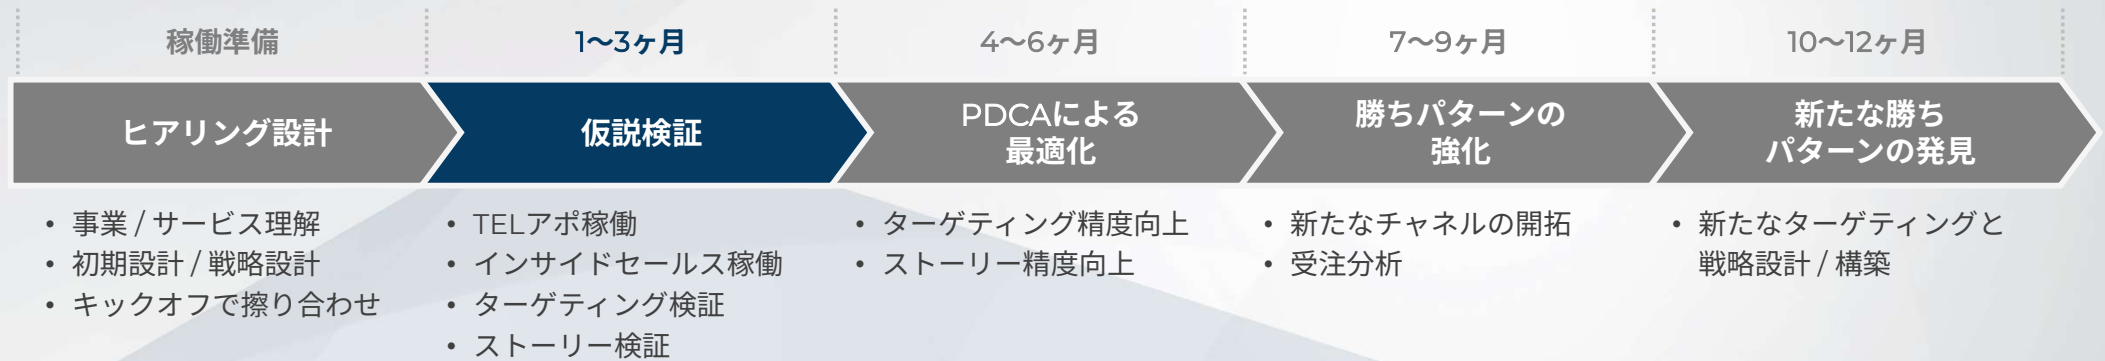 稼働準備
1〜3ヶ月
4〜6ヶ月
7〜9ヶ月
10〜12ヶ月
ヒアリング設計
仮説検証
PDCAによる
最適化
勝ちパターンの
強化
新たな勝ち
パターンの発見
• 事業 / サービス理解
• 初期設計 / 戦略設計
• キックオフで擦り合わせ
• TELアポ稼働
• インサイドセールス稼働
• ターゲティング検証
• ストーリー検証
• ターゲティング精度向上
• ストーリー精度向上
• 新たなチャネルの開拓
• 受注分析
• 新たなターゲティングと
戦略設計 / 構築